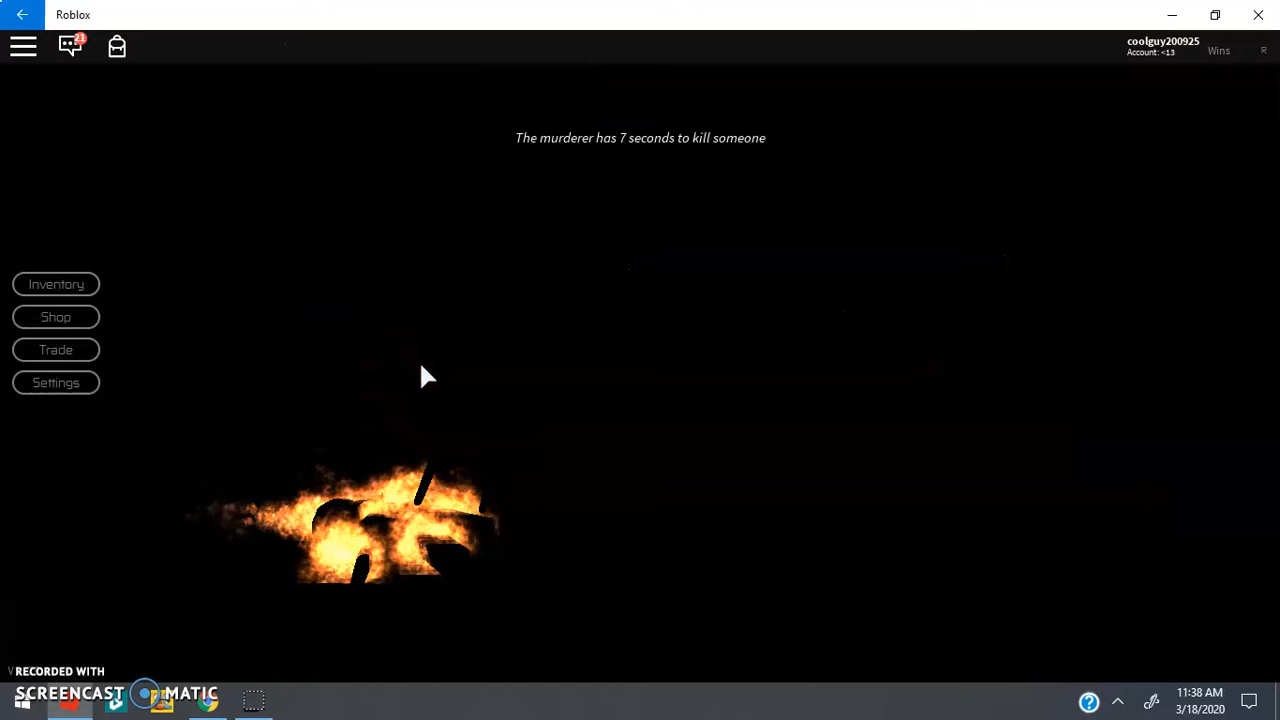 Roblox
21
coolguy200925
Account: <13
Wins
R
The murderer has 7 seconds to kill someone
Inventory
Shop
Trade
Settings
RECORDED WITH
SCREENCAST MATIC
11:38 AM
3/18/2020